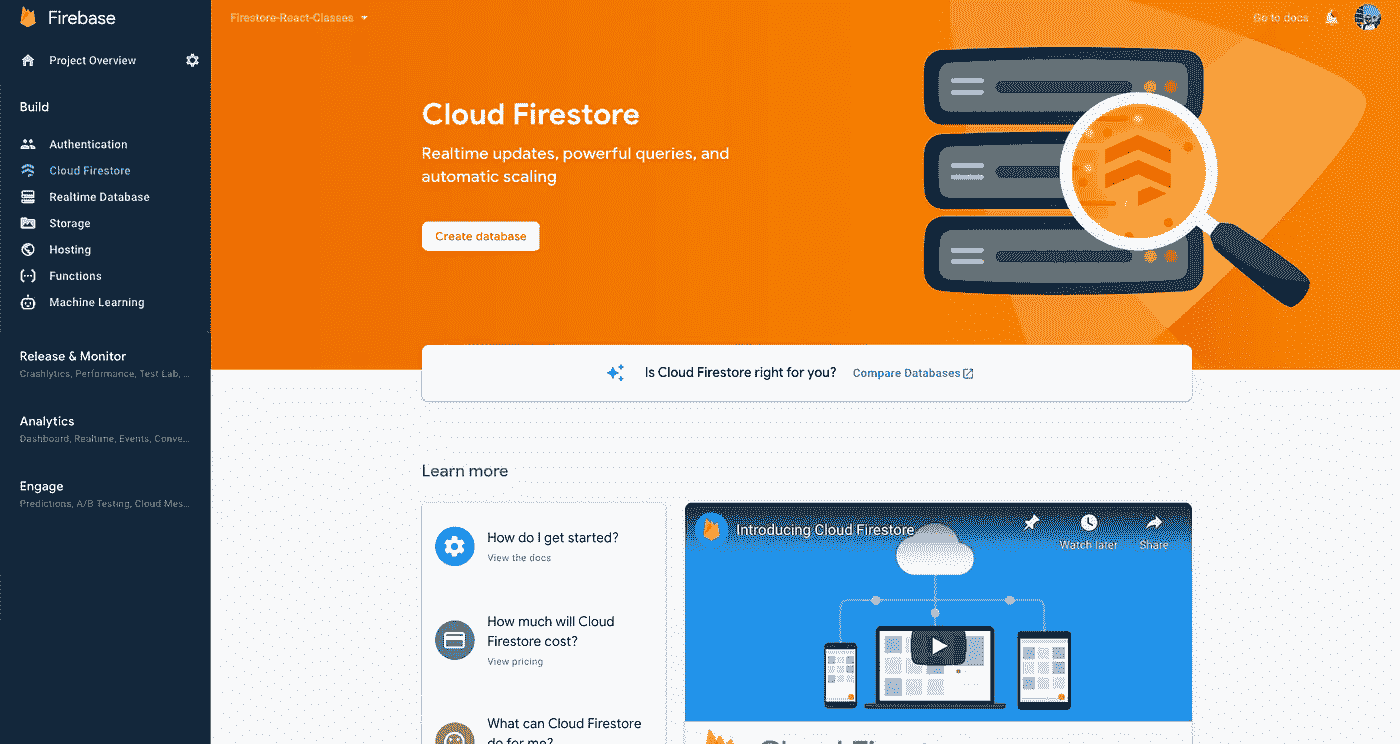 Firebase
Project Overview
Build
Authentication
Cloud Firestore
Realtime Database
Storage
Hosting
Functions
Machine Learning
Release & Monitor
Crashlytics, Performance, Test Lab, ...
Analytics
Dashboard, Realtime, Events, Conve...
Engage
Predictions, A/B Testing, Cloud Mes...
Firestore-React-Classes
Go to docs
Cloud Firestore
Realtime updates, powerful queries, and
automatic scaling
Create database
Is Cloud Firestore right for you? Compare Databases
Learn more
How do I get started?
View the docs
How much will Cloud
Firestore cost?
View pricing
What can Cloud Firestore
do for me?
Introducing Cloud Firestore
Watch later
Share